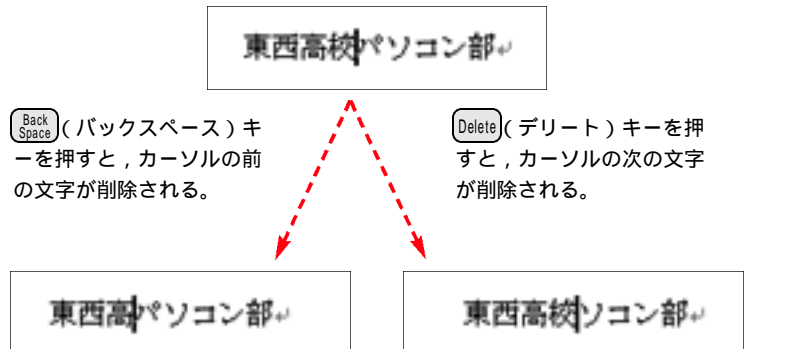 東西高校パソコン部↵
Back Space(バックスペース)キ
ーを押すと,カーソルの前
の文字が削除される。
Delete(デリート)キーを押
すと,カーソルの次の文字
が削除される。
東西高パソコン部↵
東西高校ソコン部↵